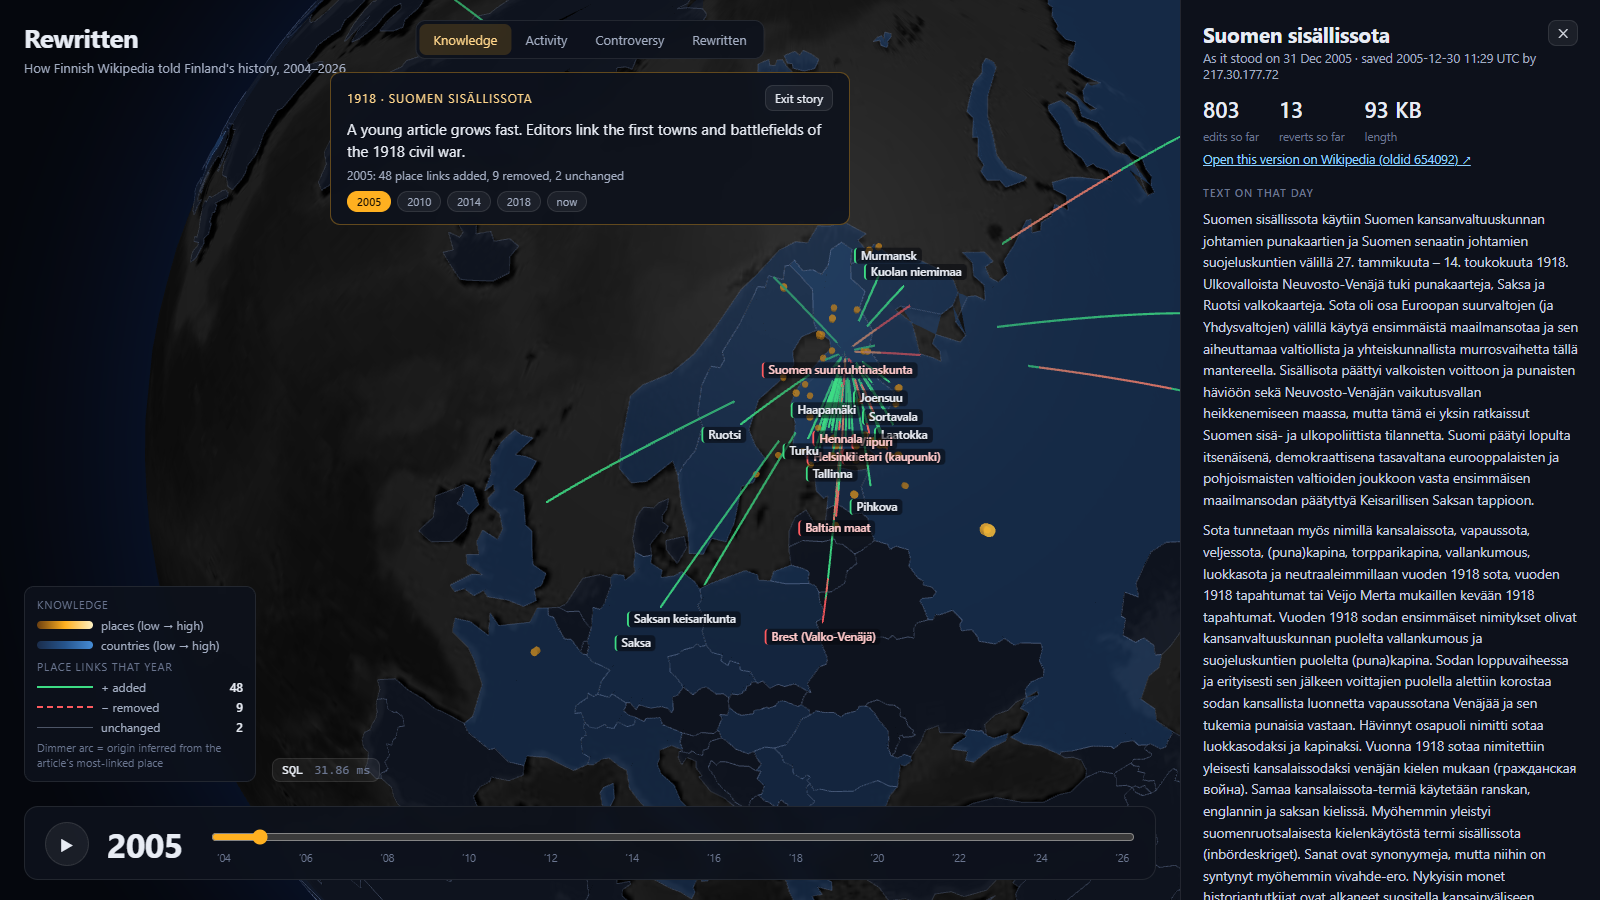 Rewritten
How Finnish Wikipedia told Finland's history, 2004–2026
Knowledge
Activity
Controversy
Rewritten
1918 · SUOMEN SISÄLLISSOTA
Exit story
A young article grows fast. Editors link the first towns and battlefields of
the 1918 civil war.
2005: 48 place links added, 9 removed, 2 unchanged
2005
2010
2014
2018
now
Murmansk
Kuolan niemimaa
Suomen suuriruhtinaskunta
Joensuu
Haapamäki
Sortavala
Ruotsi
Laatokka
Hennala
Turku
Helsinki
(kaupunki)
Tallinna
Pihkova
Baltian maat
Saksan keisarikunta
Brest (Valko-Venäjä)
Saksa
KNOWLEDGE
places (low → high)
countries (low → high)
PLACE LINKS THAT YEAR
+ added 48
− removed 9
unchanged 2
Dimmer arc = origin inferred from the
article's most-linked place
SQL 31.86 ms
2005
'04
'06
'08
'10
'12
'14
'16
'18
'20
'22
'24
'26
Suomen sisällissota
As it stood on 31 Dec 2005 · saved 2005-12-30 11:29 UTC by
217.30.177.72
803
13
93 KB
edits so far
reverts so far
length
Open this version on Wikipedia (oldid 654092) ↗
TEXT ON THAT DAY
Suomen sisällissota käytiin Suomen kansanvaltuuskunnan
johtamien punakaartien ja Suomen senaatin johtamien
suojeluskuntien välillä 27. tammikuuta – 14. toukokuuta 1918.
Ulkovalloista Neuvosto-Venäjä tuki punakaarteja, Saksa ja
Ruotsi valkokaarteja. Sota oli osa Euroopan suurvaltojen (ja
Yhdysvaltojen) välillä käytyä ensimmäistä maailmansotaa ja sen
aiheuttamaa valtiollista ja yhteiskunnallista murrosvaihetta tällä
mantereella. Sisällisota päättyi valkoisten voittoon ja punaisten
häviöön sekä Neuvosto-Venäjän vaikutusvallan
heikkenemiseen maassa, mutta tämä ei yksin ratkaissut
Suomen sisä- ja ulkopoliittista tilannetta. Suomi päätyi lopulta
itsenäisenä, demokraattisena tasavaltana eurooppalaisten ja
pohjoismaisten valtioiden joukkoon vasta ensimmäisen
maailmansodan päätyttyä Keisarillisen Saksan tappioon.
Sota tunnetaan myös nimillä kansalaissota, vapaussota,
veljessota, (puna)kapina, torpparikapina, vallankumous,
luokkasota ja neutraaleimmillaan vuoden 1918 sota, vuoden
1918 tapahtumat tai Veijo Merta mukaillen kevään 1918
tapahtumat. Vuoden 1918 sodan ensimmäiset nimitykset olivat
kansanvaltuuskunnan puolelta vallankumous ja
suojeluskuntien puolelta (puna)kapina. Sodan loppuvaiheessa
ja erityisesti sen jälkeen voittajien puolella alettiin korostaa
sodan kansallista luonnetta vapaussotana Venäjää ja sen
tukemia punaisia vastaan. Hävinnyt osapuoli nimitti sotaa
luokkasodaksi ja kapinaksi. Vuonna 1918 sotaa nimitettiin
yleisesti kansalaissodaksi venäjän kielen mukaan (гражданская
война). Samaa kansalaissota-termiä käytetään ranskan,
englannin ja saksan kielissä. Myöhemmin yleistyi
suomenruotsalaisesta kielenkäytöstä termi sisällissota
(inbördeskriget). Sanat ovat synonyymeja, mutta niihin on
syntynyt myöhemmin vivahde-ero. Nykyisin monet
historiantutkijat ovat alkaneet suositella kansainväliseen